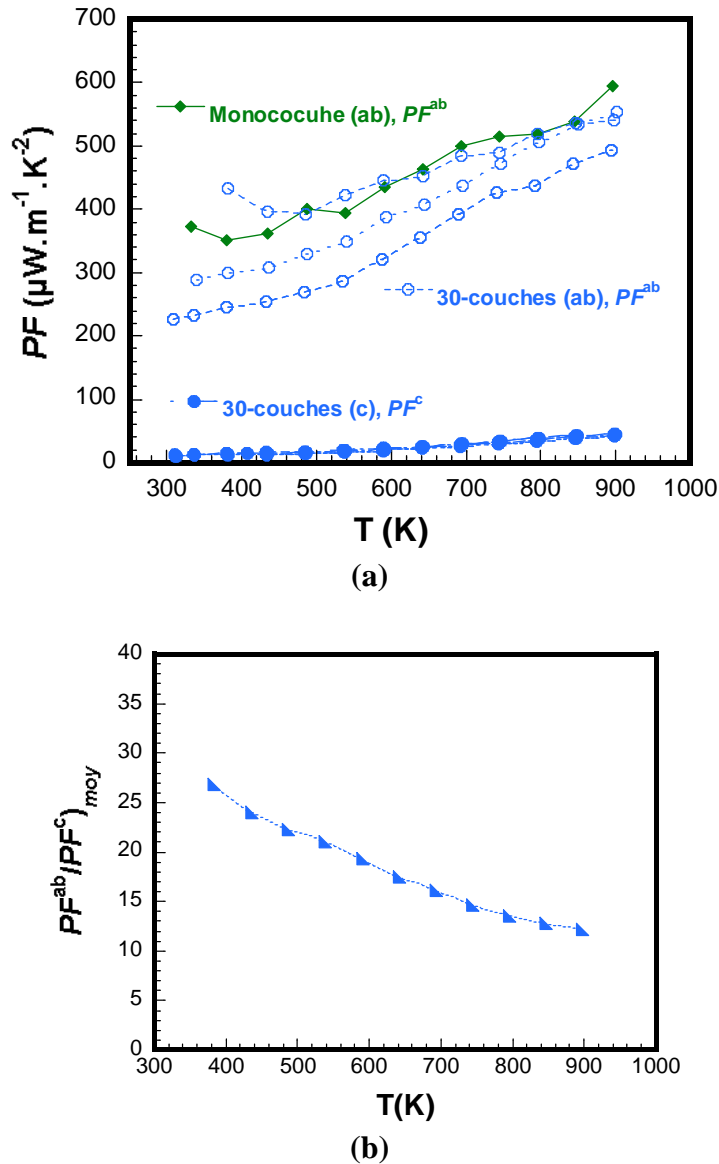 700
600
500
400
300
200
100
0
PF (µW.m⁻¹.K⁻²)
Monococuhe (ab), PFᵃᵇ
30-couches (ab), PFᵃᵇ
30-couches (c), PFᶜ
300 400 500 600 700 800 900 1000
T (K)
(a)
40
35
30
25
20
15
10
5
0
PFᵃᵇ/PFᶜ)moy
300 400 500 600 700 800 900 1000
T(K)
(b)